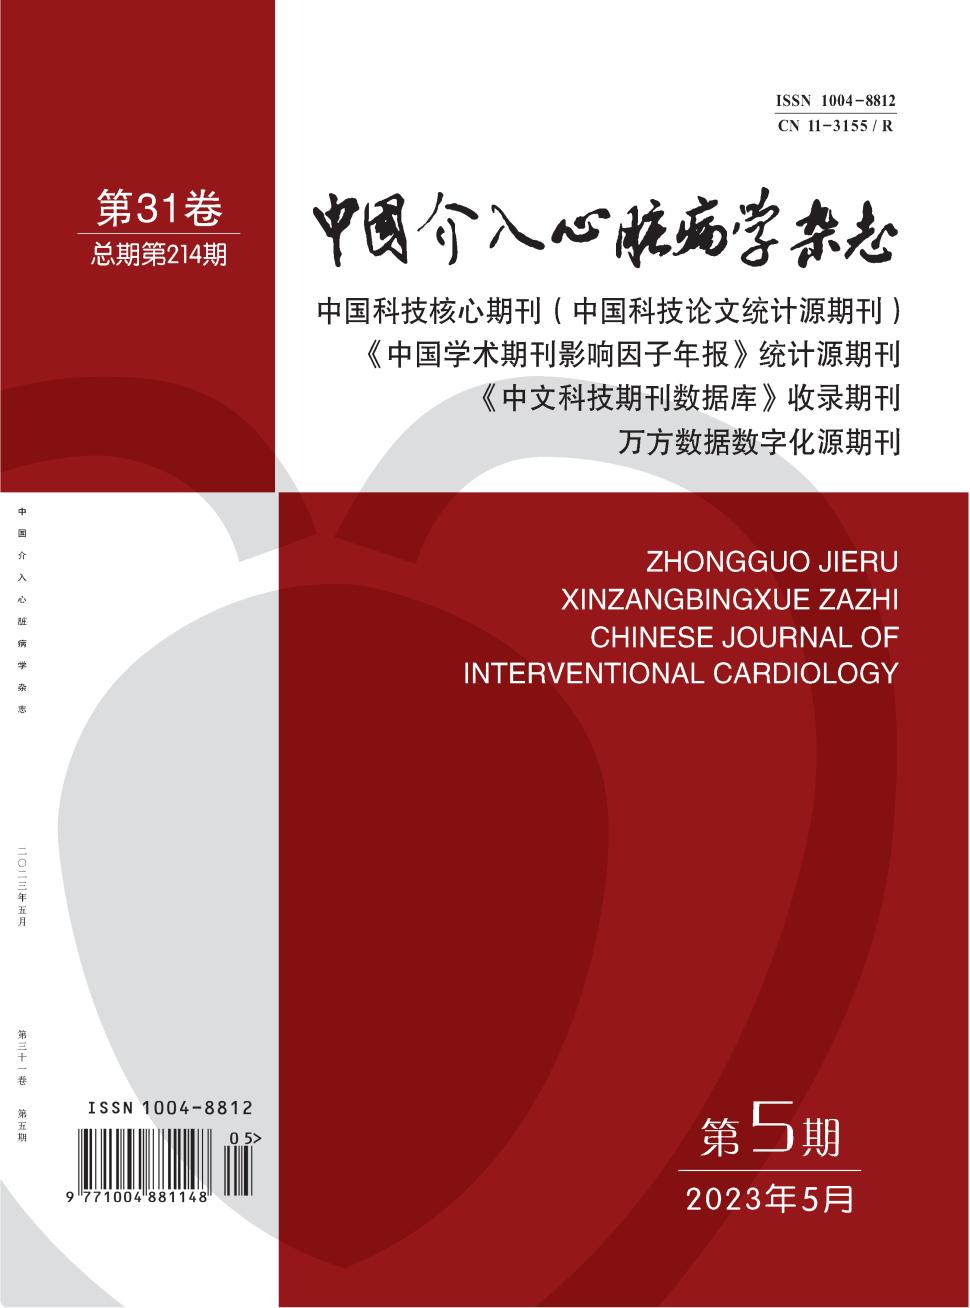 ISSN 1004-8812
CN 11-3155/R
第31卷
总期第214期
中国介入心脏病学杂志
中国科技核心期刊(中国科技论文统计源期刊)
《中国学术期刊影响因子年报》统计源期刊
《中文科技期刊数据库》收录期刊
万方数据数字化源期刊
中国介入心脏病学杂志
二〇二三年五月
第三十一卷 第五期
ZHONGGUO JIERU
XINZANGBINGXUE ZAZHI
CHINESE JOURNAL OF
INTERVENTIONAL CARDIOLOGY
ISSN 1004-8812
05>
9 771004 881148
第5期
2023年5月